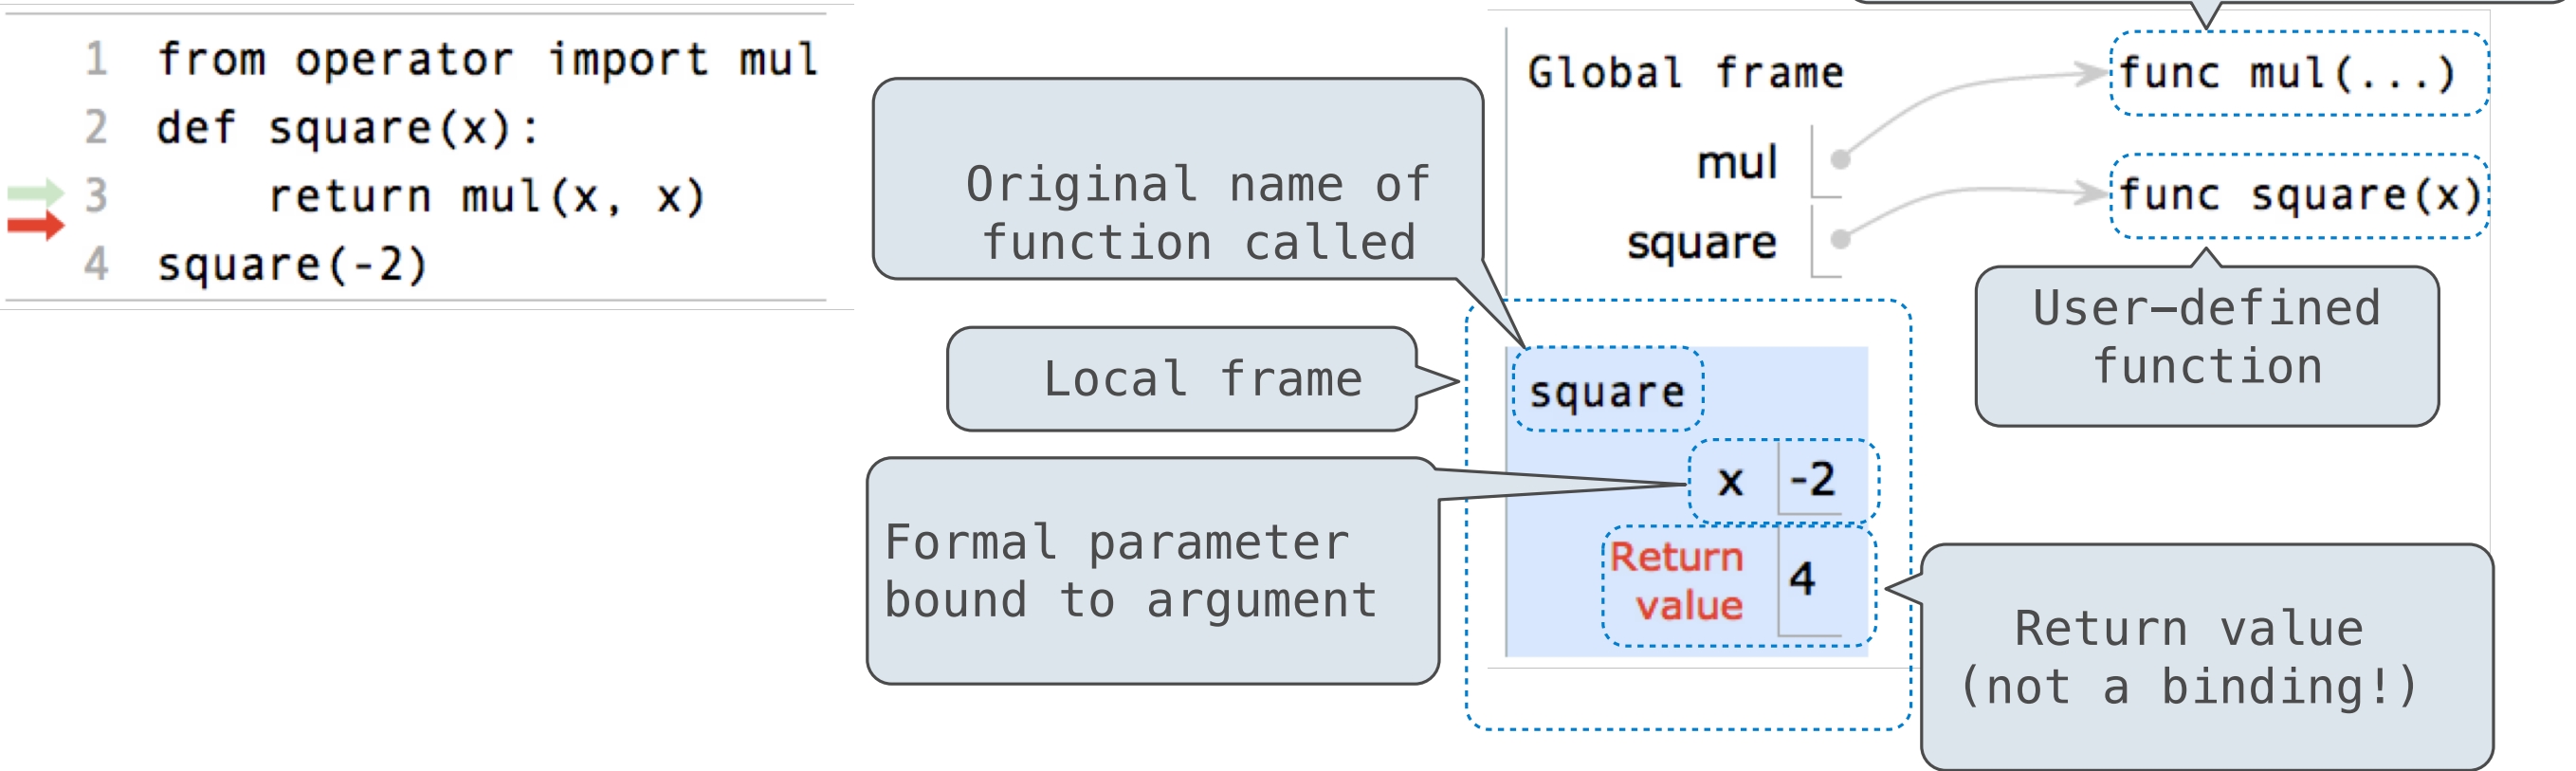 1 from operator import mul
2 def square(x):
3 return mul(x, x)
4 square(-2)
Global frame
mul
square
func mul(...)
func square(x)
Original name of
function called
User–defined
function
Local frame
square
x -2
Return
value
4
Formal parameter
bound to argument
Return value
(not a binding!)